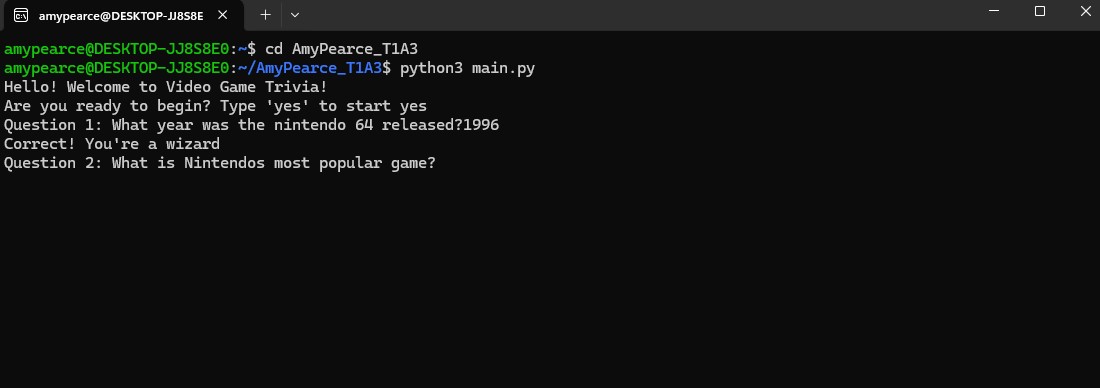 amypearce@DESKTOP-JJ8S8E
amypearce@DESKTOP-JJ8S8E0:~$ cd AmyPearce_T1A3
amypearce@DESKTOP-JJ8S8E0:~/AmyPearce_T1A3$ python3 main.py
Hello! Welcome to Video Game Trivia!
Are you ready to begin? Type 'yes' to start yes
Question 1: What year was the nintendo 64 released?1996
Correct! You're a wizard
Question 2: What is Nintendos most popular game?